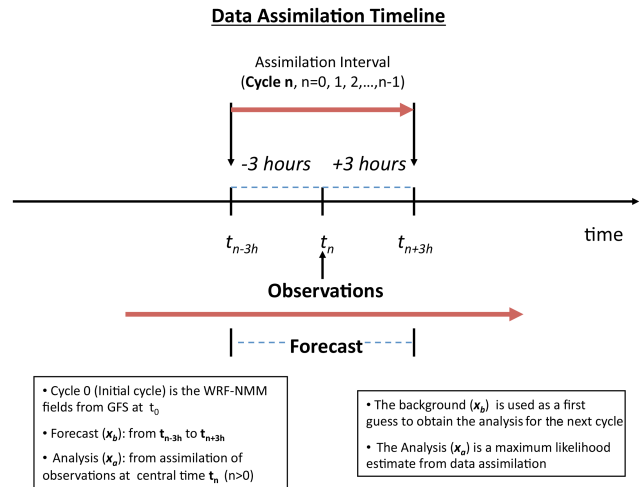 Data Assimilation Timeline
Assimilation Interval
(Cycle n, n=0, 1, 2,...,n-1)
-3 hours +3 hours
tn-3h tn tn+3h time
Observations
Forecast
• Cycle 0 (Initial cycle) is the WRF-NMM
fields from GFS at t0
• Forecast (xb): from tn-3h to tn+3h
• Analysis (xa): from assimilation of
observations at central time tn (n>0)
• The background (xb) is used as a first
guess to obtain the analysis for the next cycle
• The Analysis (xa) is a maximum likelihood
estimate from data assimilation